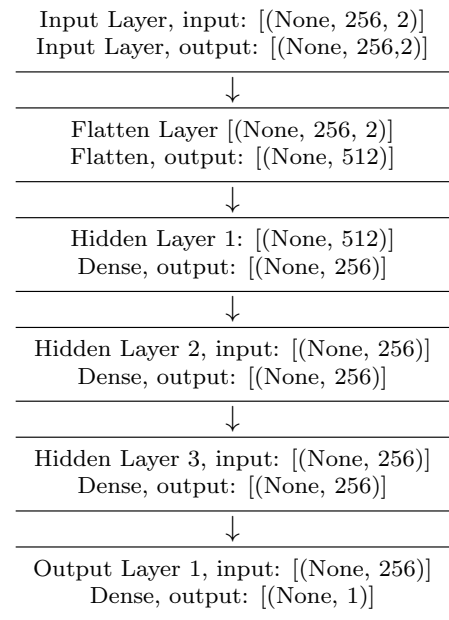 Input Layer, input: [(None, 256, 2)]
Input Layer, output: [(None, 256,2)]
↓
Flatten Layer [(None, 256, 2)]
Flatten, output: [(None, 512)]
↓
Hidden Layer 1: [(None, 512)]
Dense, output: [(None, 256)]
↓
Hidden Layer 2, input: [(None, 256)]
Dense, output: [(None, 256)]
↓
Hidden Layer 3, input: [(None, 256)]
Dense, output: [(None, 256)]
↓
Output Layer 1, input: [(None, 256)]
Dense, output: [(None, 1)]